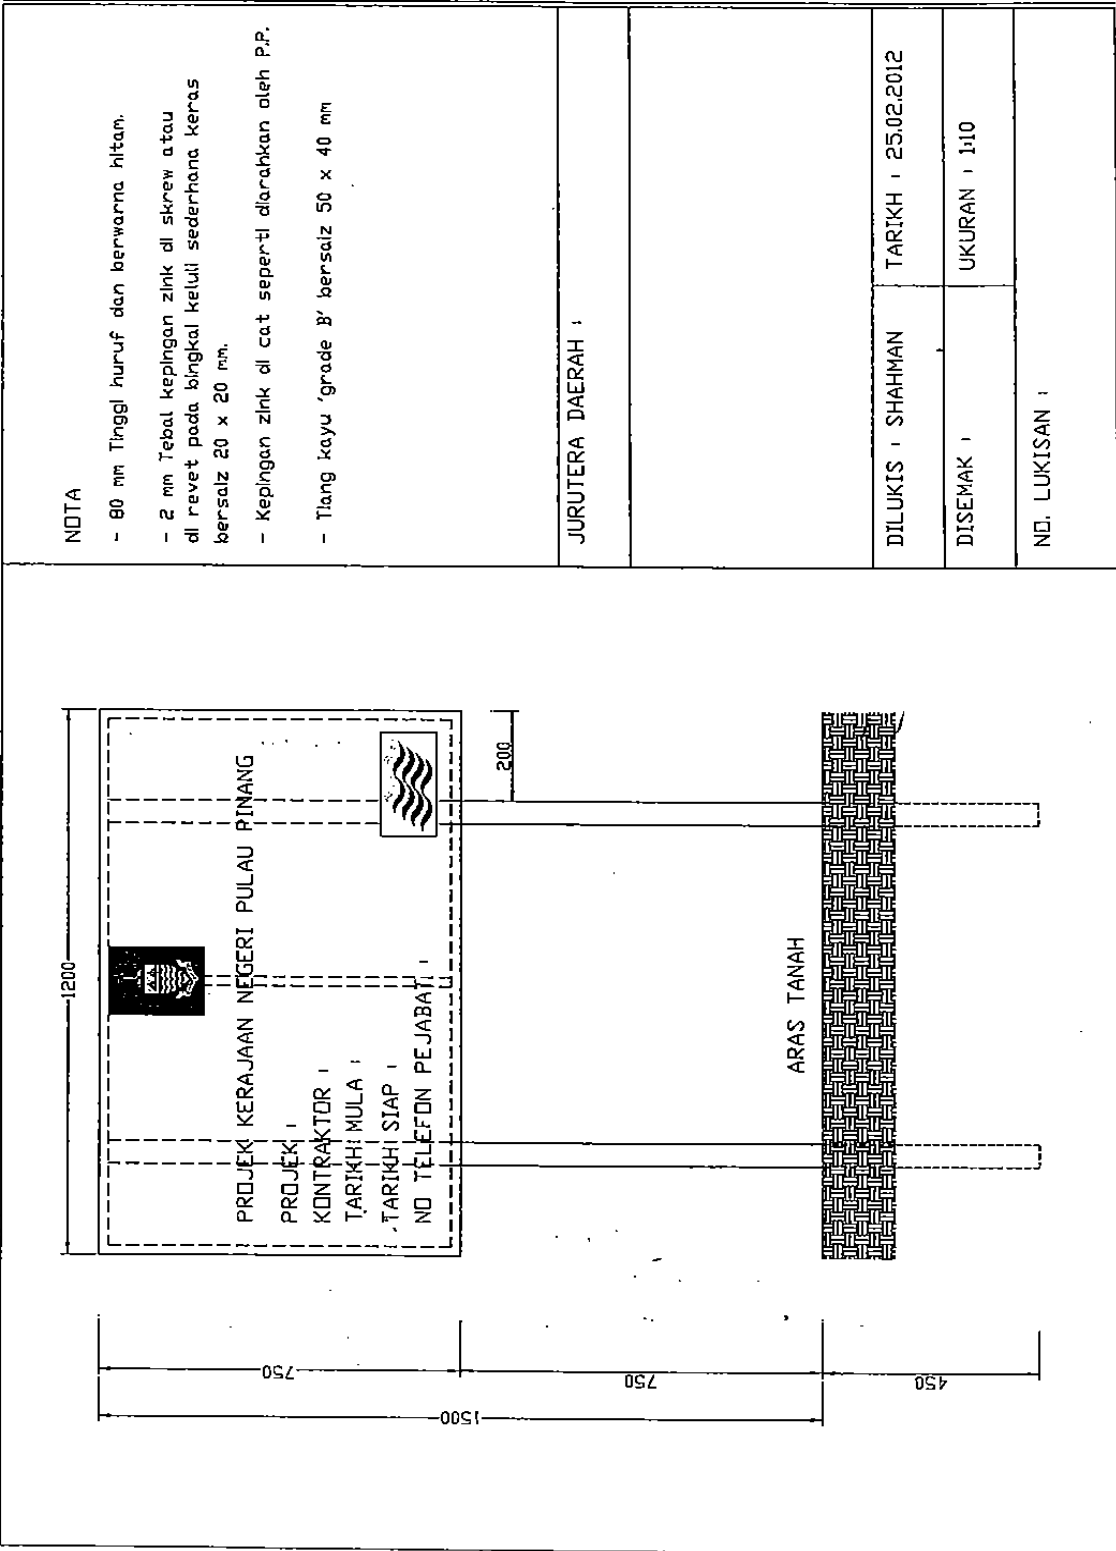 1200
PROJEK KERAJAAN NEGERI PULAU PINANG
PROJEK :
KONTRAKTOR :
TARIKH MULA :
TARIKH SIAP :
NO TELEFON PEJABAT :
200
ARAS TANAH
750
750
450
1500
NOTA
- 80 mm Tinggi huruf dan berwarna hitam.
- 2 mm Tebal kepingan zink di skrew atau
di revet pada bingkai keluli sederhana keras
bersaiz 20 x 20 mm.
- Kepingan zink di cat seperti diarahkan oleh P.P.
- Tiang kayu 'grade B' bersaiz 50 x 40 mm
JURUTERA DAERAH :
DILUKIS : SHAHMAN
TARIKH : 25.02.2012
DISEMAK :
UKURAN : 1:10
NO. LUKISAN :